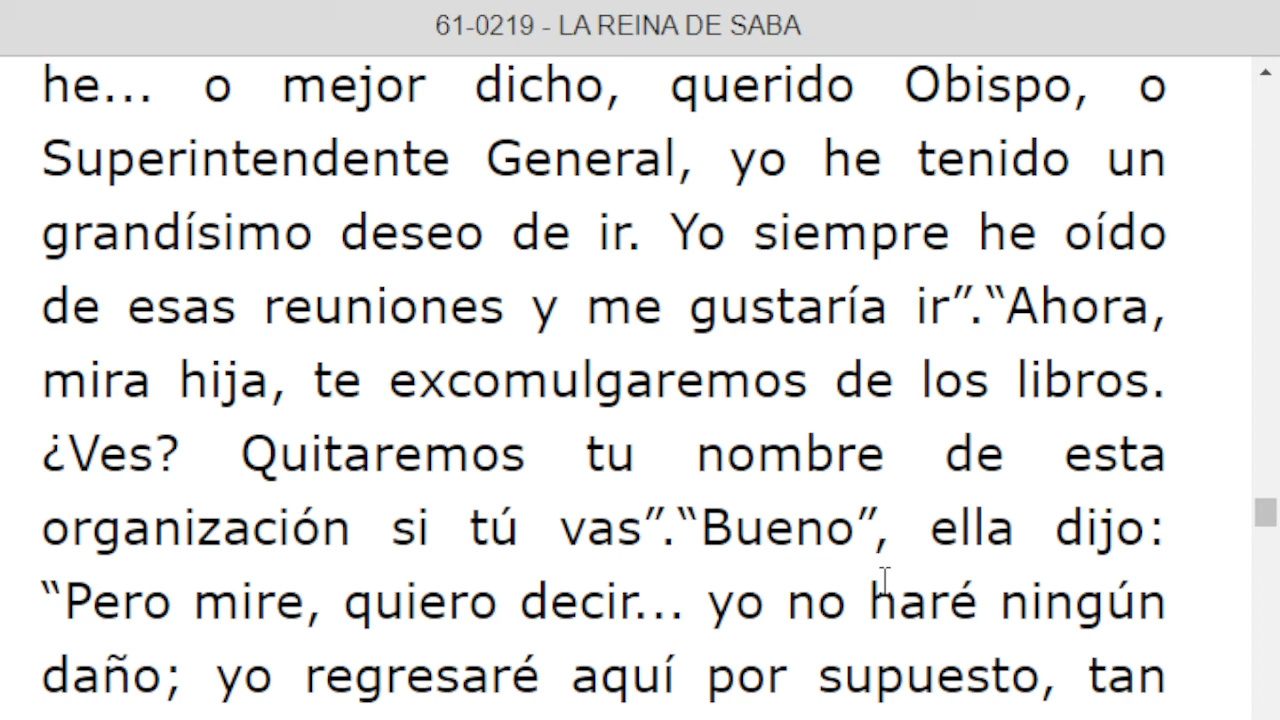 61-0219 - LA REINA DE SABA
he... o mejor dicho, querido Obispo, o
Superintendente General, yo he tenido un
grandísimo deseo de ir. Yo siempre he oído
de esas reuniones y me gustaría ir”.“Ahora,
mira hija, te excomulgaremos de los libros.
¿Ves? Quitaremos tu nombre de esta
organización si tú vas”.“Bueno”, ella dijo:
“Pero mire, quiero decir... yo no haré ningún
daño; yo regresaré aquí por supuesto, tan